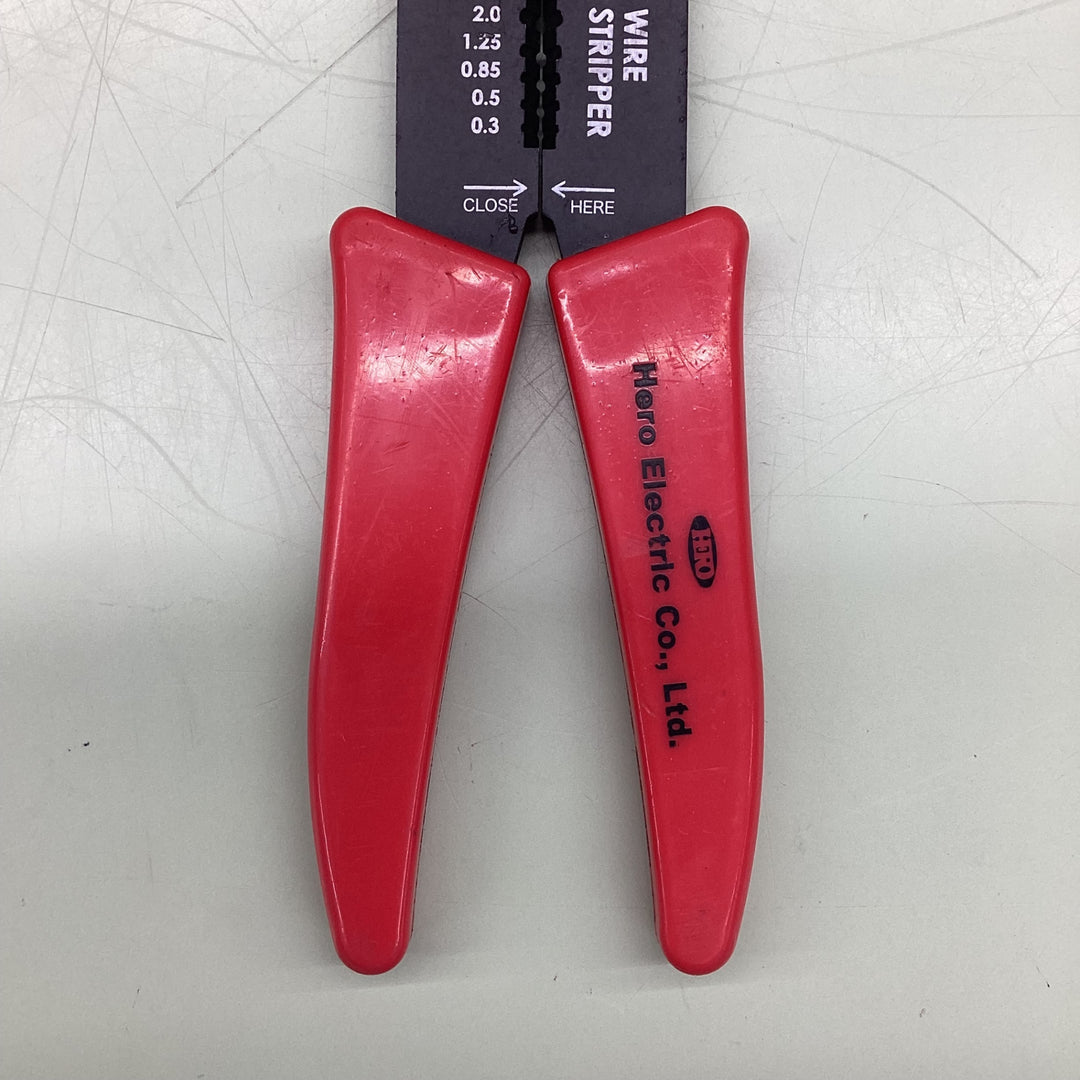 2.0
1.25
0.85
0.5
0.3
WIRE
STRIPPER
CLOSE
HERE
HERO
Hero Electric Co., Ltd.